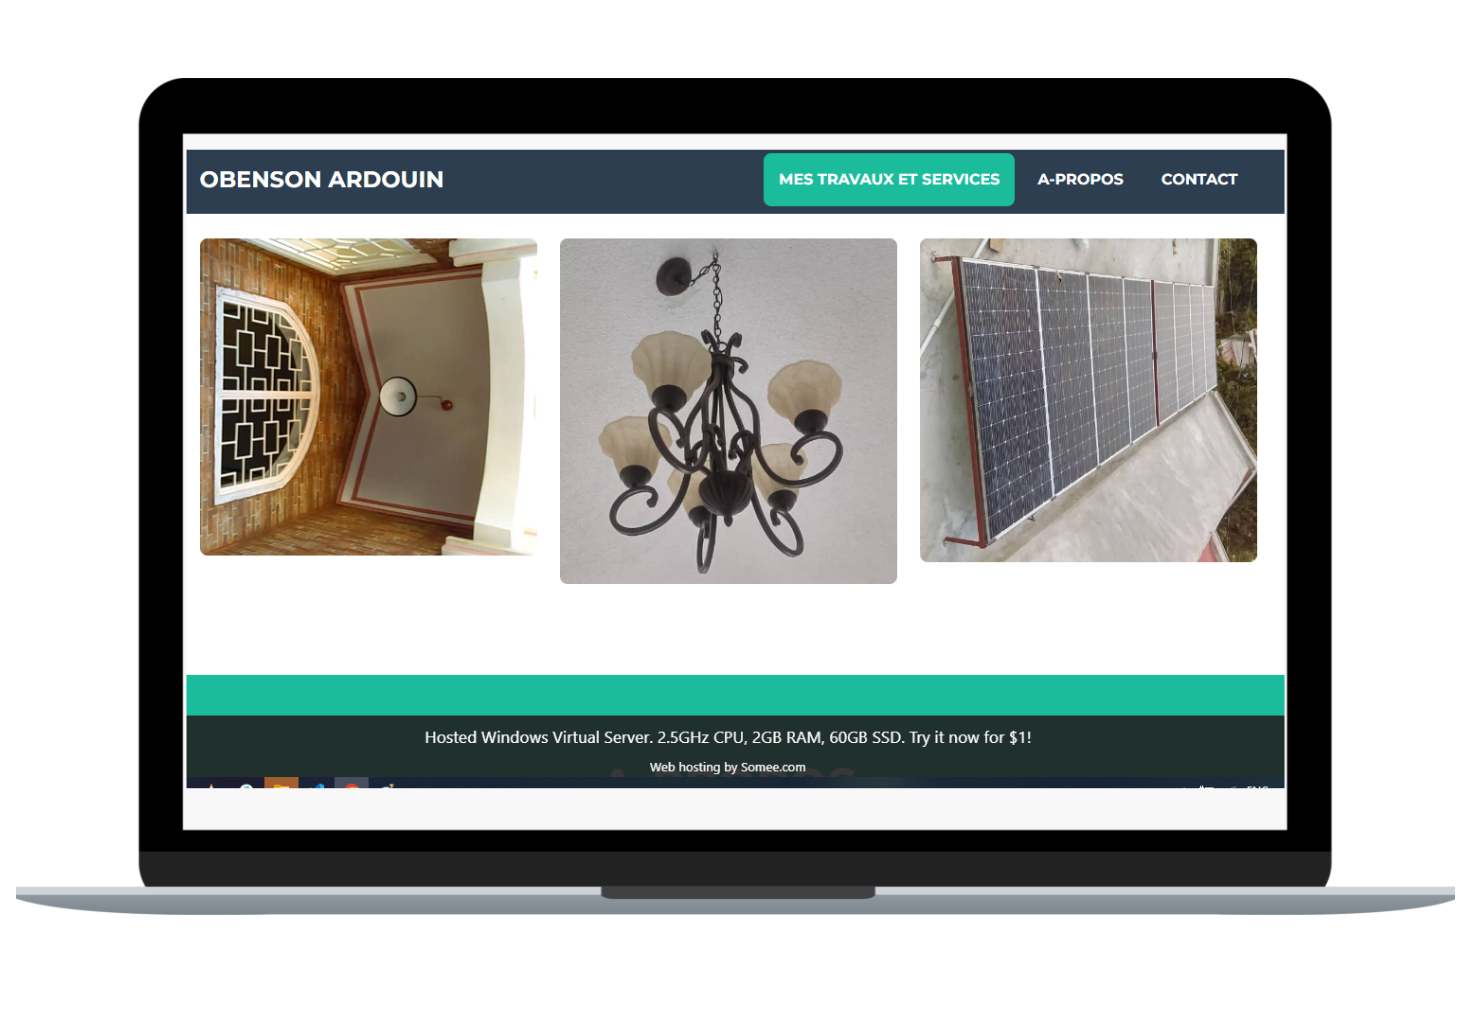 OBENSON ARDOUIN
MES TRAVAUX ET SERVICES
A-PROPOS
CONTACT
Hosted Windows Virtual Server. 2.5GHz CPU, 2GB RAM, 60GB SSD. Try it now for $1!
Web hosting by Somee.com